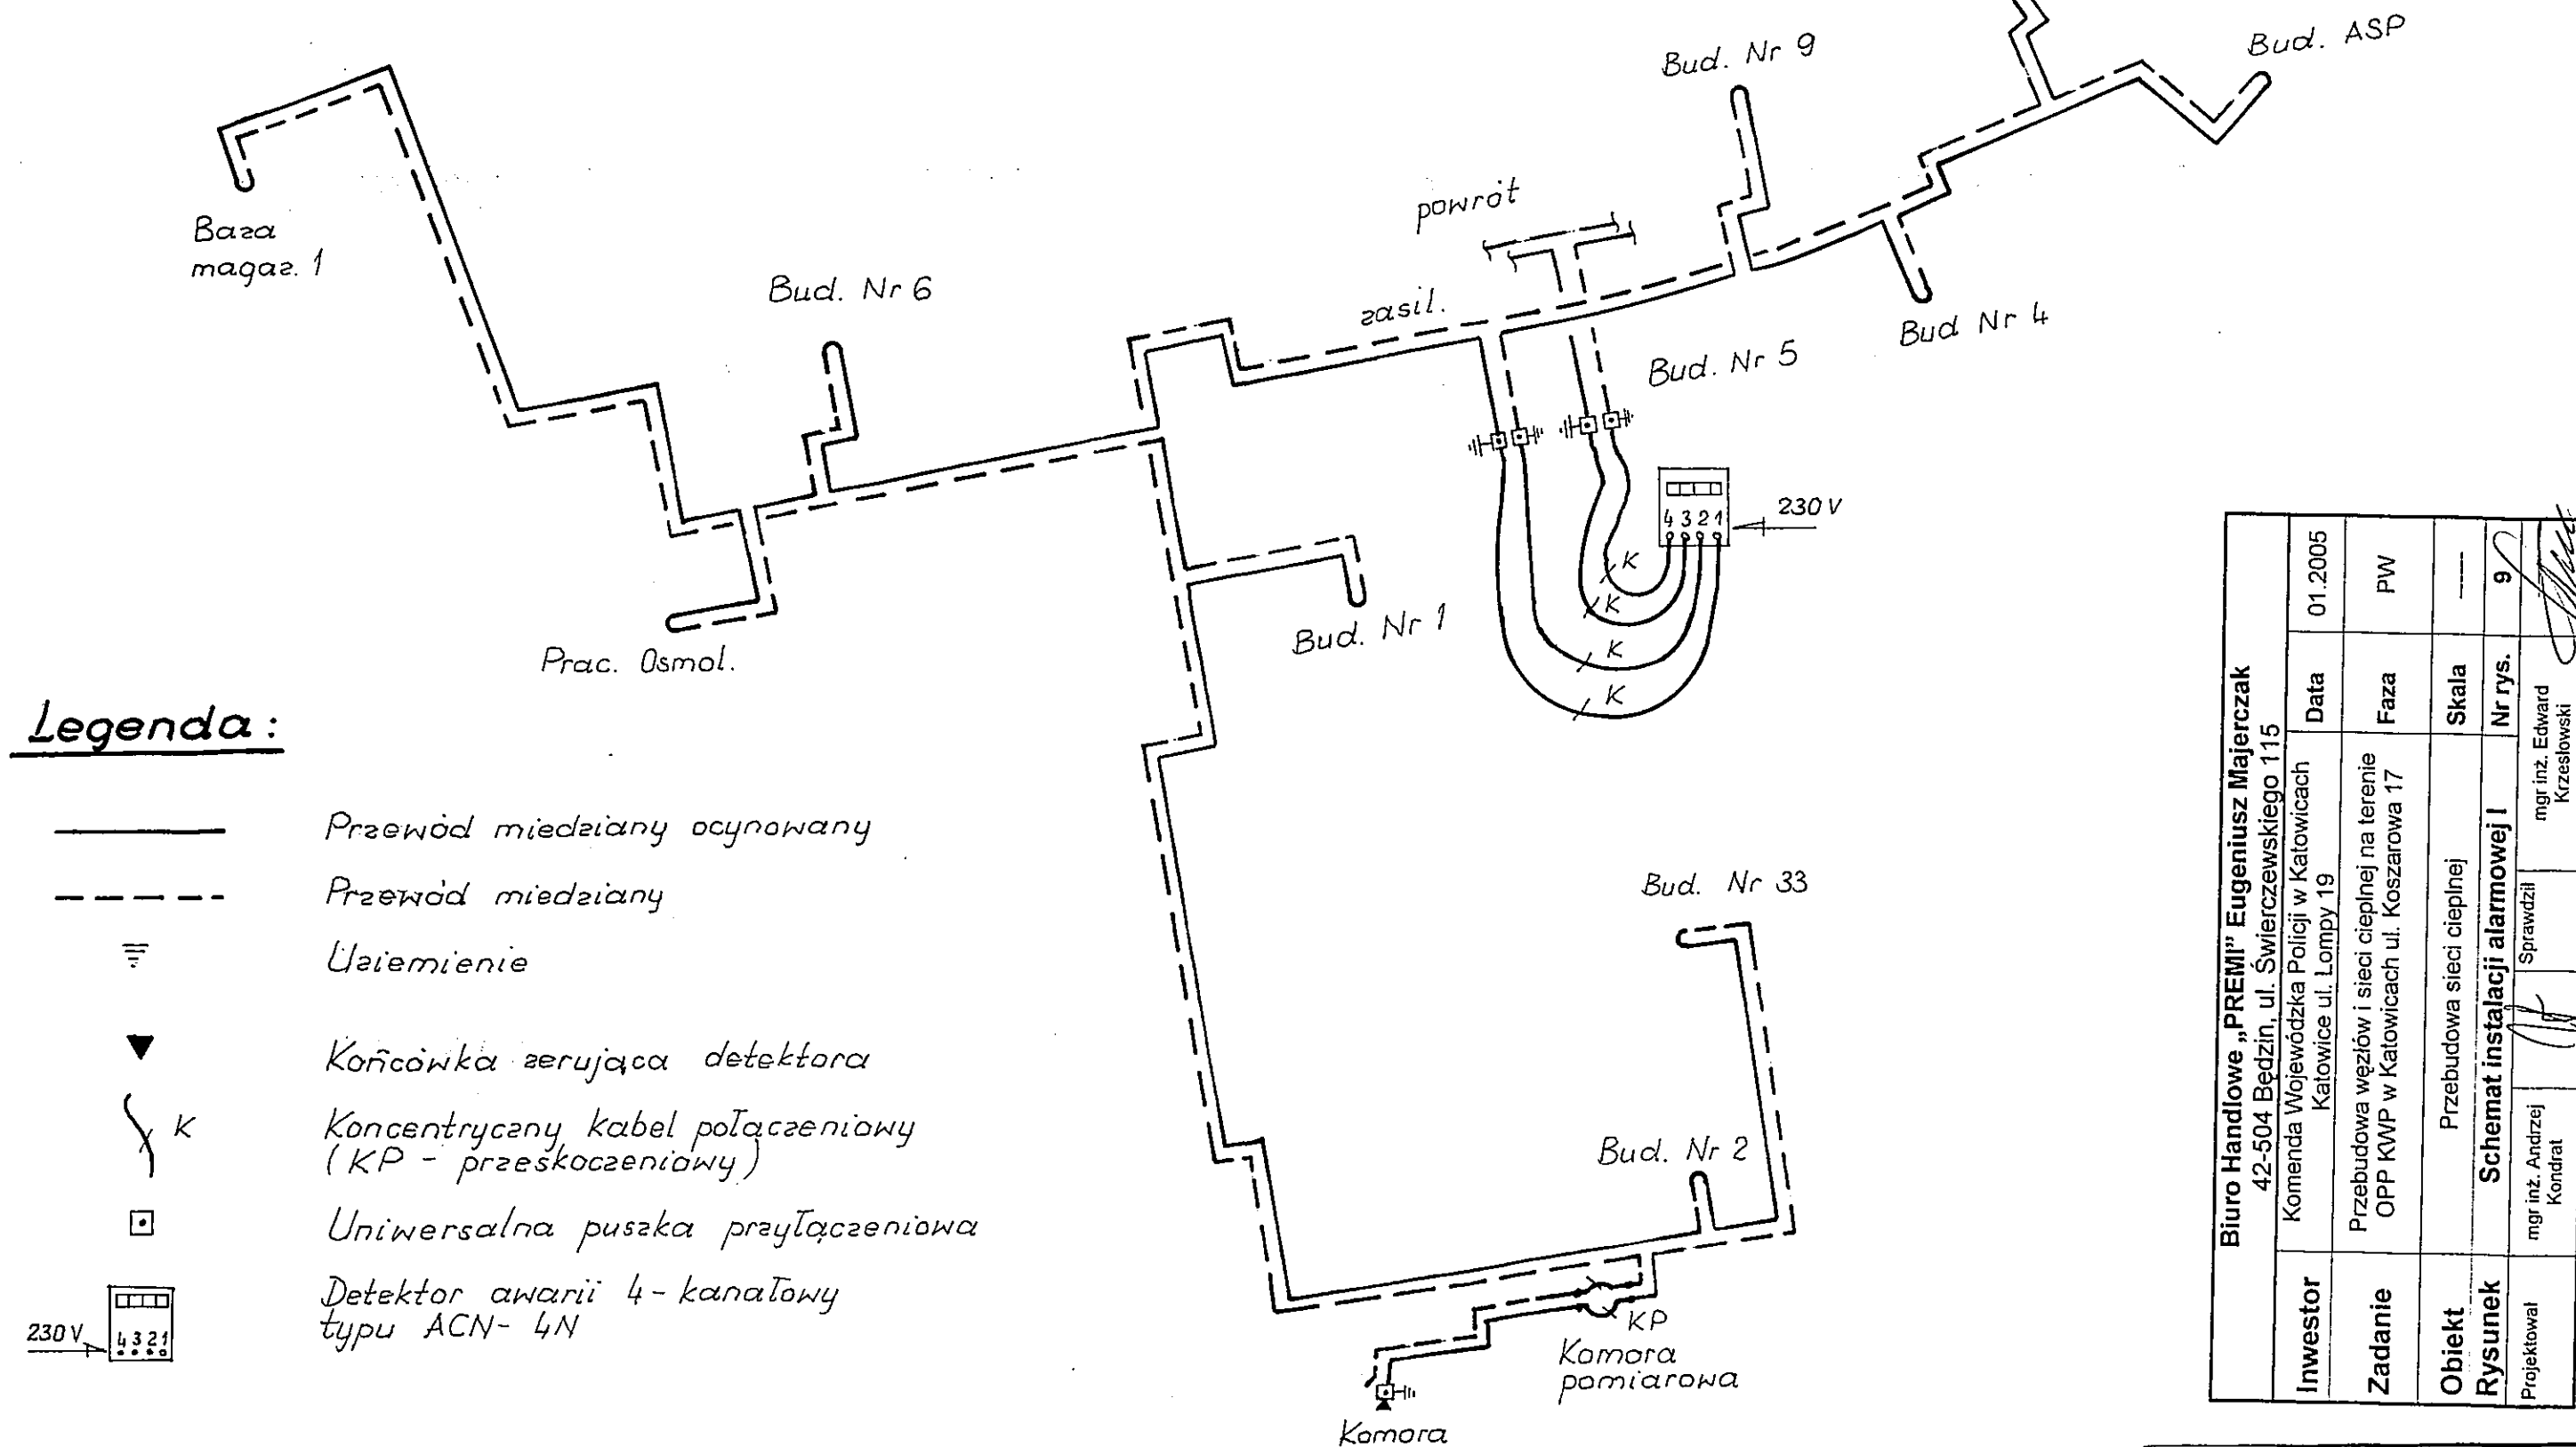 Bud. ASP
Bud. Nr 9
powrót
Baza
magaz. 1
Bud. Nr 6
zasil.
Bud Nr 4
Bud. Nr 5
4 3 2 1
230 V
K
K
K
K
Bud. Nr 1
Prac. Osmol.
Legenda:
Przewód miedziany ocynowany
Przewód miedziany
Uziemienie
Końcówka zerująca detektora
K
Koncentryczny kabel połączeniowy
(KP - przeskoczeniowy)
Uniwersalna puszka przyłączeniowa
Detektor awarii 4-kanałowy
typu ACN-4N
230 V
4 3 2 1
Bud. Nr 33
Bud. Nr 2
KP
Komora
pomiarowa
Komora
Biuro Handlowe „PREMI” Eugeniusz Majerczak
42-504 Będzin, ul. Świerczewskiego 115
Inwestor
Komenda Wojewódzka Policji w Katowicach
Katowice ul. Lompy 19
Data
01.2005
Zadanie
Przebudowa węzłów i sieci cieplnej na terenie
OPP KWP w Katowicach ul. Koszarowa 17
Faza
PW
Obiekt
Przebudowa sieci cieplnej
Skala
Rysunek
Schemat instalacji alarmowej I
Nr rys.
9
Projektował
mgr inż. Andrzej
Kondrat
Sprawdził
mgr inż. Edward
Krzesłowski